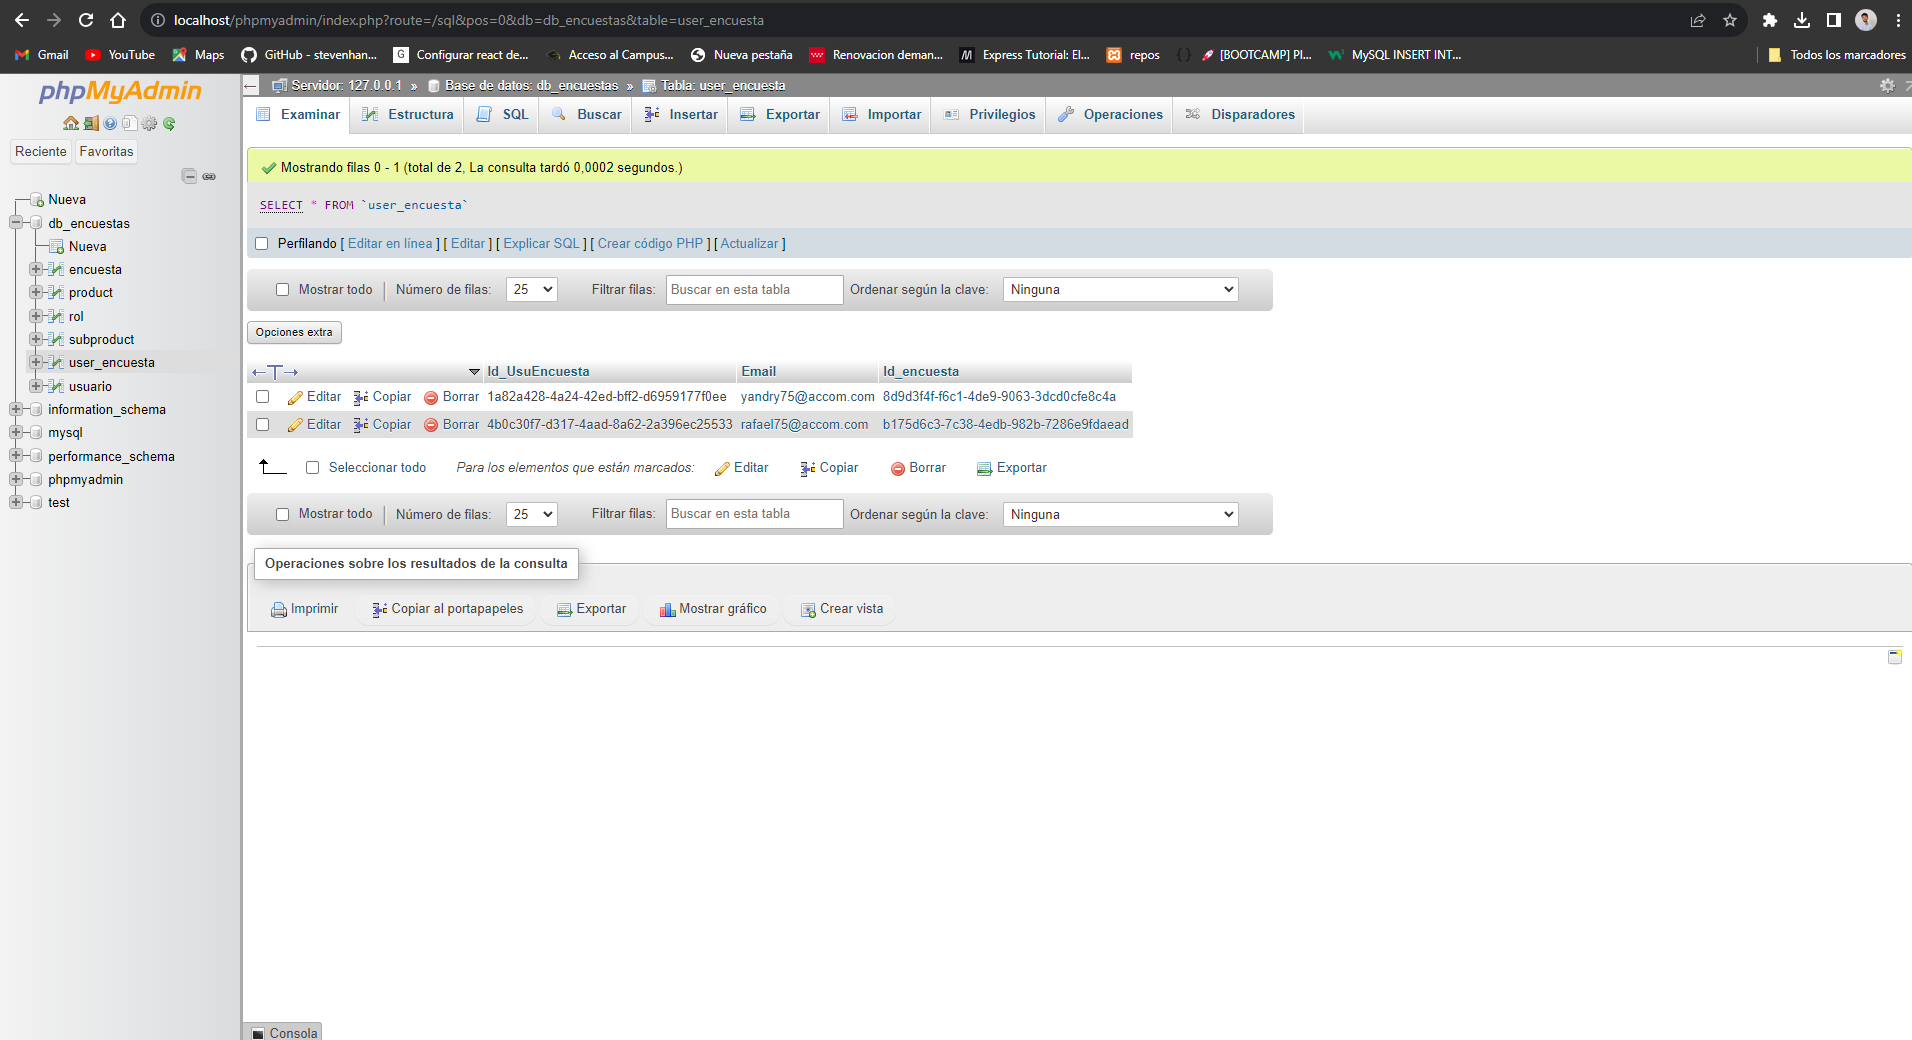 localhost/phpmyadmin/index.php?route=/sql&pos=0&db=db_encuestas&table=user_encuesta
Gmail YouTube Maps GitHub - stevenhan... Configurar react de... Acceso al Campus... Nueva pestaña Renovacion deman... Express Tutorial: El... repos [BOOTCAMP] Pl... MySQL INSERT INT... Todos los marcadores
phpMyAdmin
Reciente Favoritas
Nueva
db_encuestas
Nueva
encuesta
product
rol
subproduct
user_encuesta
usuario
information_schema
mysql
performance_schema
phpmyadmin
test
Servidor: 127.0.0.1 » Base de datos: db_encuestas » Tabla: user_encuesta
Examinar Estructura SQL Buscar Insertar Exportar Importar Privilegios Operaciones Disparadores
Mostrando filas 0 - 1 (total de 2, La consulta tardó 0,0002 segundos.)
SELECT * FROM `user_encuesta`
Perfilando [ Editar en línea ] [ Editar ] [ Explicar SQL ] [ Crear código PHP ] [ Actualizar ]
Mostrar todo Número de filas: 25 Filtrar filas: Buscar en esta tabla Ordenar según la clave: Ninguna
Opciones extra
←T→ Id_UsuEncuesta Email Id_encuesta
Editar Copiar Borrar 1a82a428-4a24-42ed-bff2-d6959177f0ee yandry75@accom.com 8d9d3f4f-f6c1-4de9-9063-3dcd0cfe8c4a
Editar Copiar Borrar 4b0c30f7-d317-4aad-8a62-2a396ec25533 rafael75@accom.com b175d6c3-7c38-4edb-982b-7286e9fdaead
Seleccionar todo Para los elementos que están marcados: Editar Copiar Borrar Exportar
Mostrar todo Número de filas: 25 Filtrar filas: Buscar en esta tabla Ordenar según la clave: Ninguna
Operaciones sobre los resultados de la consulta
Imprimir Copiar al portapapeles Exportar Mostrar gráfico Crear vista
Consola